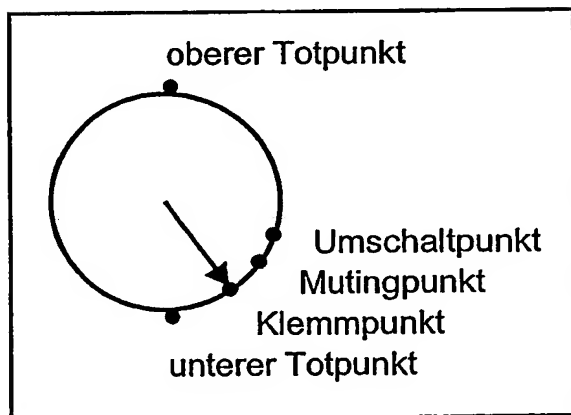 oberer Totpunkt
Umschaltpunkt
Mutingpunkt
Klemmpunkt
unterer Totpunkt